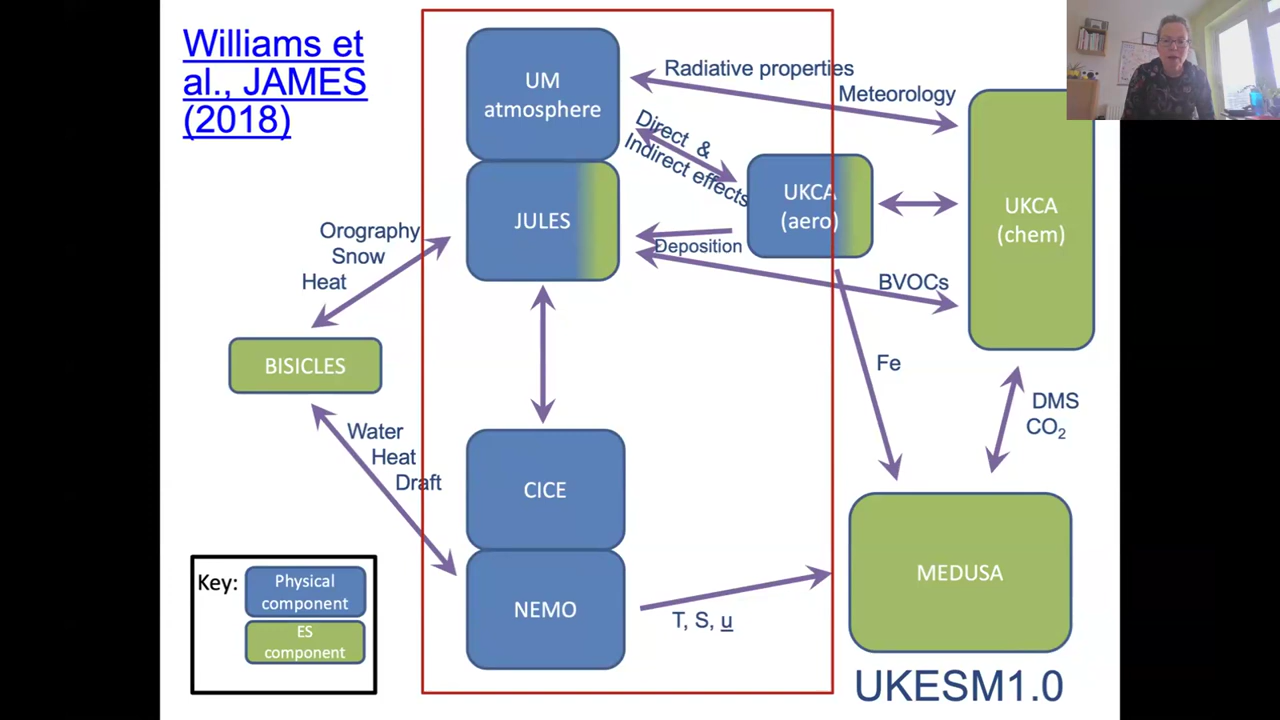 Williams et
al., JAMES
(2018)
UM
atmosphere
Radiative properties
Meteorology
Direct &
Indirect effects
UKCA
(aero)
UKCA
(chem)
JULES
Deposition
BVOCs
Orography
Snow
Heat
BISICLES
Fe
DMS
CO₂
Water
Heat
Draft
CICE
MEDUSA
NEMO
T, S, u
Key:
Physical
component
ES
component
UKESM1.0